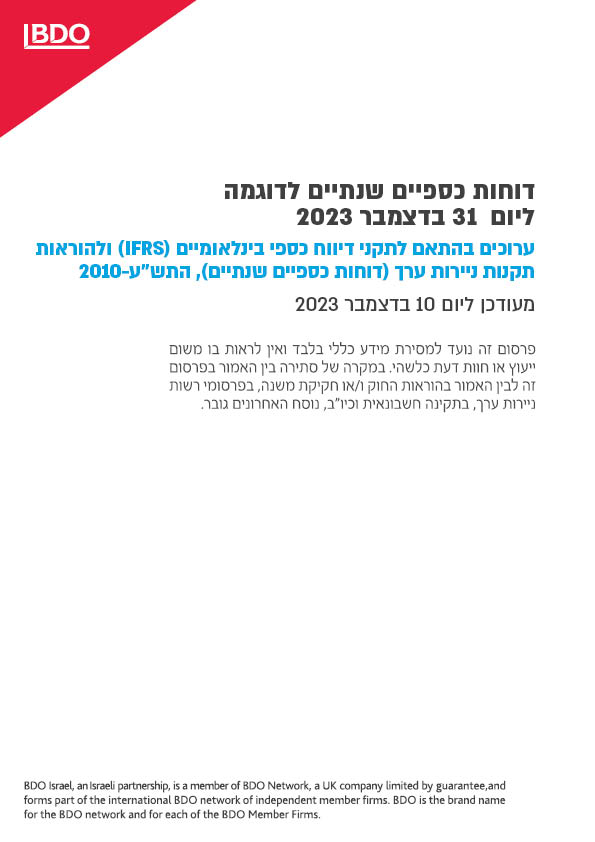 BDO
דוחות כספיים שנתיים לדוגמה
ליום 31 בדצמבר 2023
ערוכים בהתאם לתקני דיווח כספי בינלאומיים (IFRS) ולהוראות
תקנות ניירות ערך (דוחות כספיים שנתיים), התש"ע-2010
מעודכן ליום 10 בדצמבר 2023
פרסום זה נועד למסירת מידע כללי בלבד ואין לראות בו משום
ייעוץ או חוות דעת כלשהי. במקרה של סתירה בין האמור בפרסום
זה לבין האמור בהוראות החוק ו/או חקיקת משנה, בפרסומי רשות
ניירות ערך, בתקינה חשבונאית וכיו"ב, נוסח האחרונים גובר.
BDO Israel, an Israeli partnership, is a member of BDO Network, a UK company limited by guarantee,and
forms part of the international BDO network of independent member firms. BDO is the brand name
for the BDO network and for each of the BDO Member Firms.